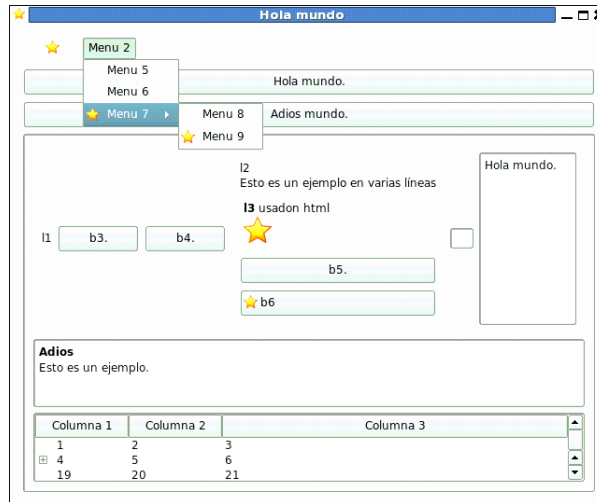 Hola mundo
Menu 2
Menu 5
Hola mundo.
Menu 6
Menu 7
Menu 8
Adios mundo.
Menu 9
l2
Esto es un ejemplo en varias líneas
l3 usadon html
Hola mundo.
l1
b3.
b4.
b5.
b6
Adios
Esto es un ejemplo.
Columna 1 Columna 2 Columna 3
1 2 3
4 5 6
19 20 21